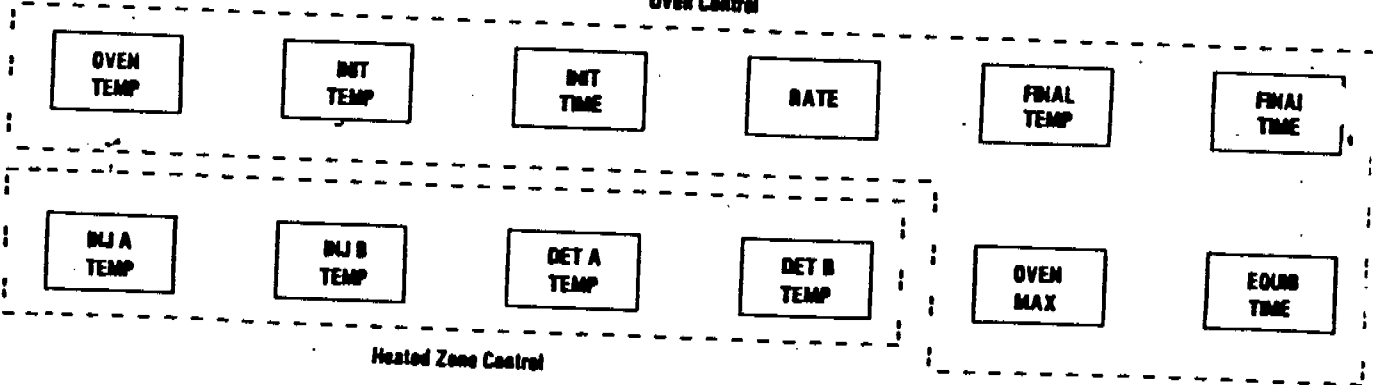 Oven Control
OVEN
TEMP
INIT
TEMP
INIT
TIME
RATE
FINAL
TEMP
FINAL
TIME
INJ A
TEMP
INJ B
TEMP
DET A
TEMP
DET B
TEMP
OVEN
MAX
EQUIB
TIME
Heated Zone Control